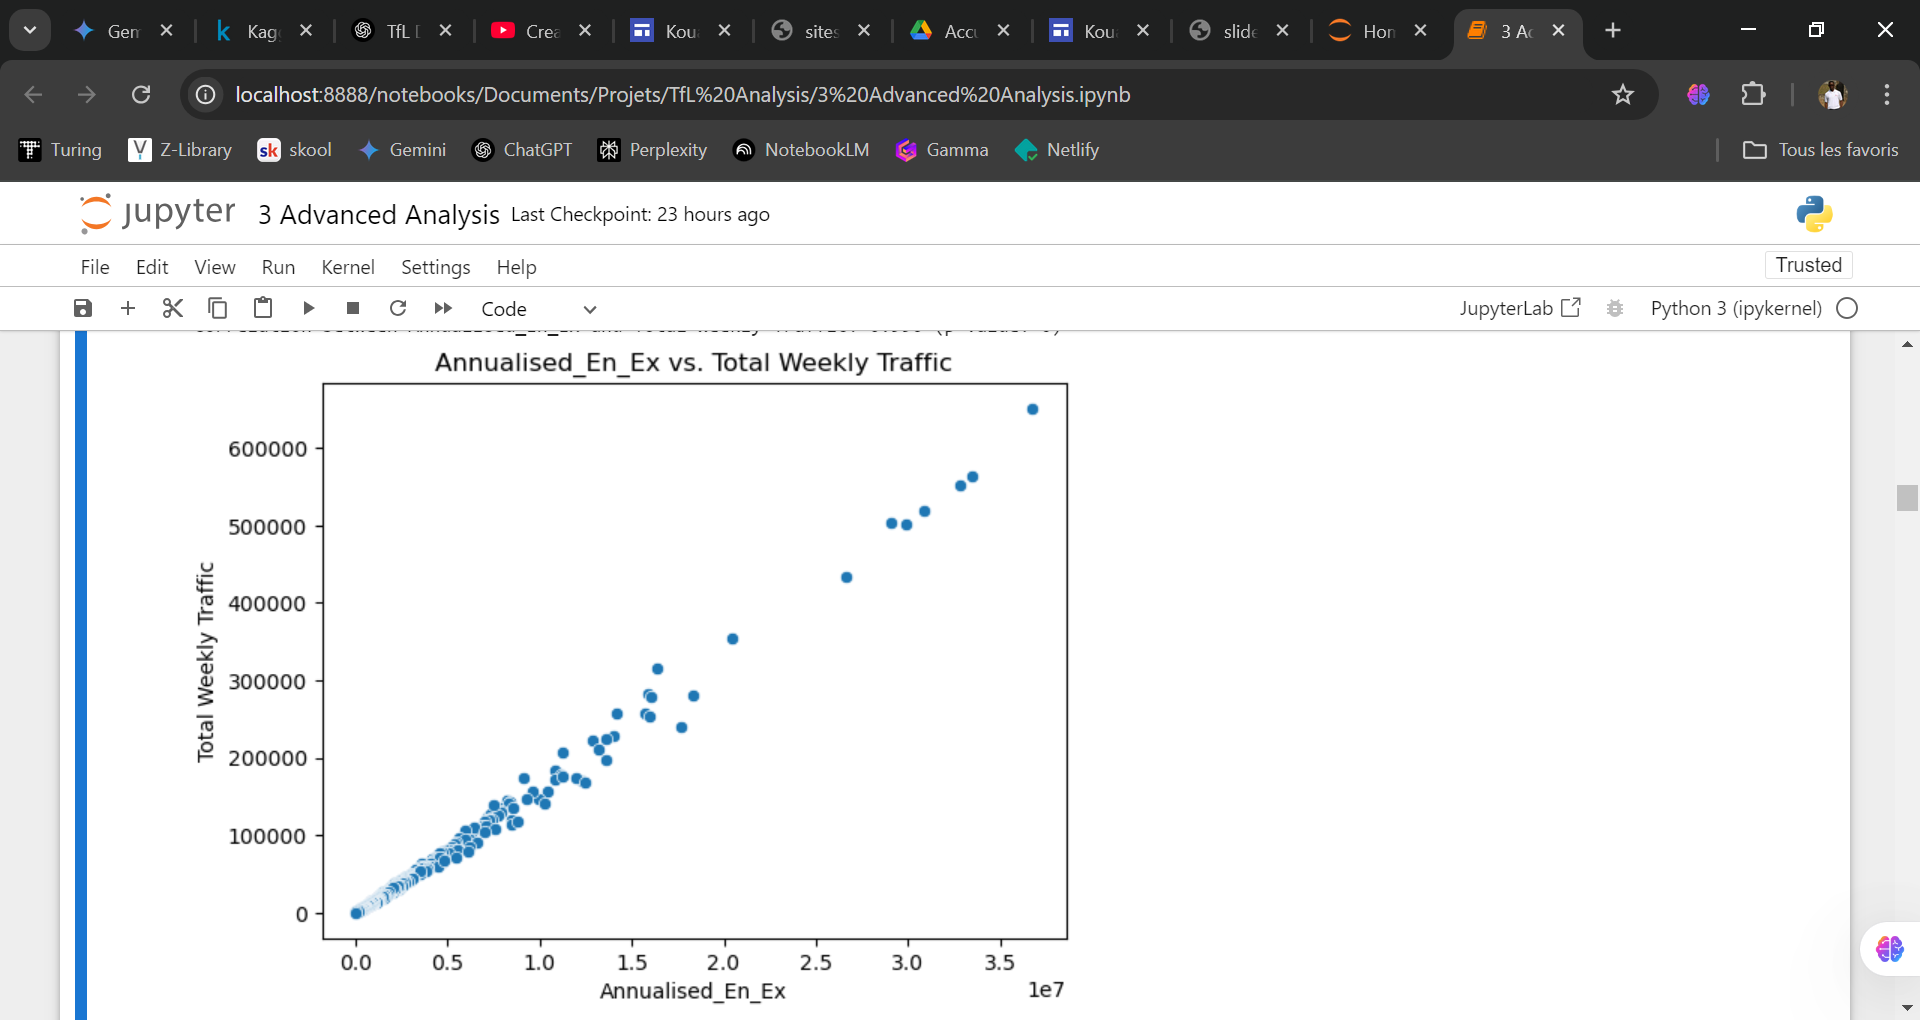 Gen
Kag
TfL D
Crea
Kou
sites
Accu
Kou
slide
Hon
3 Ac
localhost:8888/notebooks/Documents/Projets/TfL%20Analysis/3%20Advanced%20Analysis.ipynb
Turing
Z-Library
sk skool
Gemini
ChatGPT
Perplexity
NotebookLM
Gamma
Netlify
Tous les favoris
jupyter 3 Advanced Analysis Last Checkpoint: 23 hours ago
File Edit View Run Kernel Settings Help
Trusted
Code
JupyterLab
Python 3 (ipykernel)
Annualised_En_Ex vs. Total Weekly Traffic
600000
500000
400000
300000
200000
100000
0
Total Weekly Traffic
0.0 0.5 1.0 1.5 2.0 2.5 3.0 3.5
1e7
Annualised_En_Ex